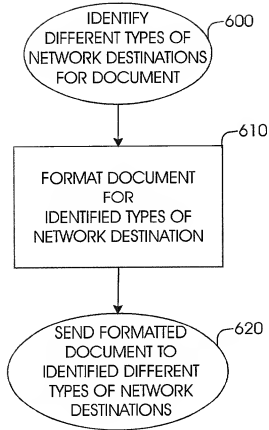 IDENTIFY
DIFFERENT TYPES OF
NETWORK DESTINATIONS
FOR DOCUMENT
600
610
FORMAT DOCUMENT
FOR
IDENTIFIED TYPES OF
NETWORK DESTINATION
620
SEND FORMATTED
DOCUMENT TO
IDENTIFIED DIFFERENT
TYPES OF NETWORK
DESTINATIONS